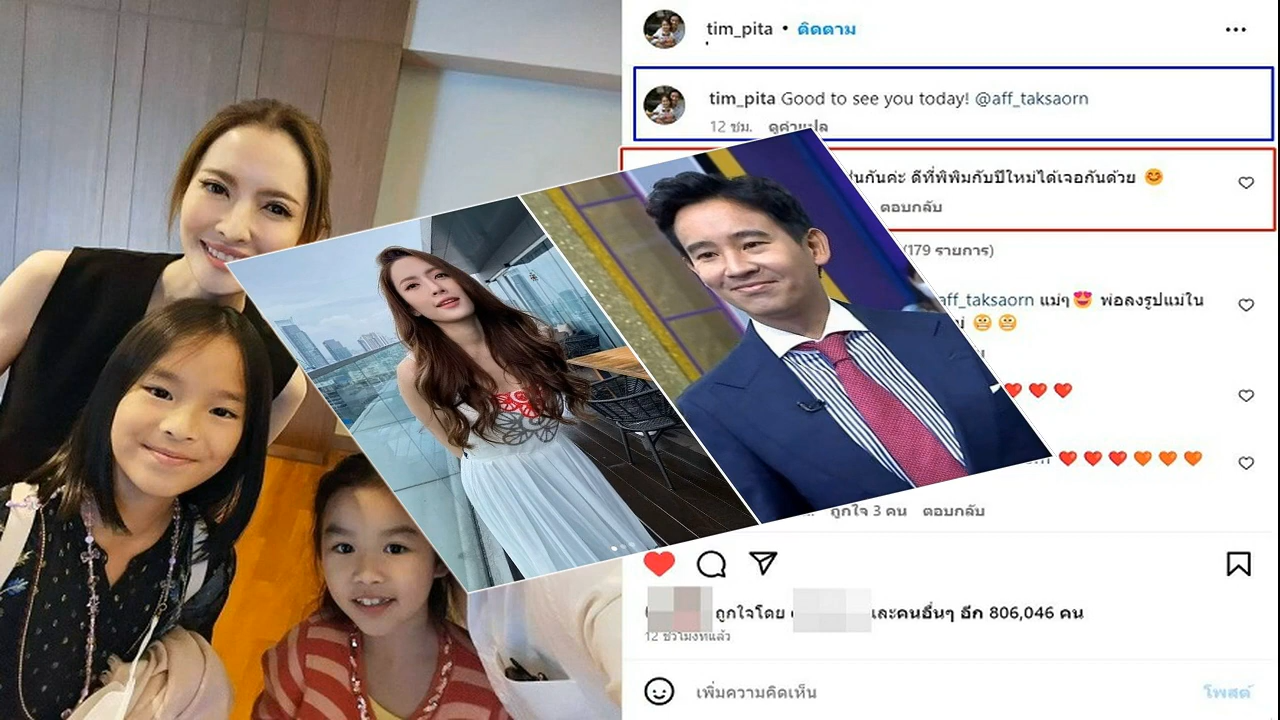 tim_pita • ติดตาม
tim_pita Good to see you today! @aff_taksaorn
12 ชม. ดูคำแปล
กันค่ะ ดีที่พิพิมกับปีใหม่ได้เจอกันด้วย 😊
ตอบกลับ
(179 รายการ)
aff_taksaorn แม่ๆ😍 พ่อลงรูปแม่ใน
😬 😬
❤️ ❤️ ❤️
❤️ ❤️ ❤️ 🧡 🧡 🧡
ถูกใจ 3 คน ตอบกลับ
ถูกใจโดย
และคนอื่นๆ อีก 806,046 คน
12 ชั่วโมงที่แล้ว
เพิ่มความคิดเห็น
โพสต์